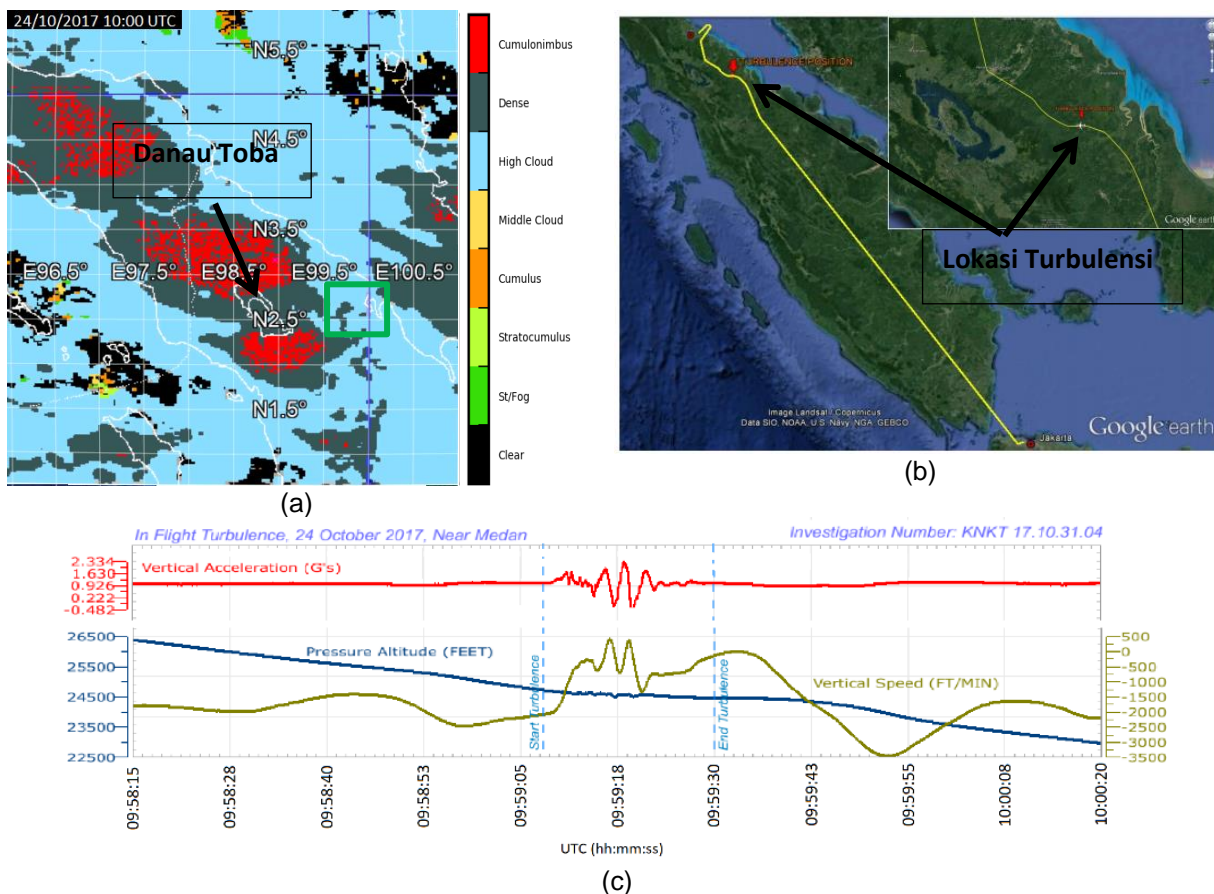 24/10/2017 10:00 UTC
N5.5°
N4.5°
Danau Toba
N3.5°
E96.5° E97.5° E98.5° E99.5° E100.5°
N2.5°
N1.5°
Cumulonimbus
Dense
High Cloud
Middle Cloud
Cumulus
Stratocumulus
St/Fog
Clear
(a)
TURBULENCE POSITION
Google earth
Lokasi Turbulensi
Image Landsat / Copernicus
Data SIO, NOAA, U.S. Navy, NGA, GEBCO
Google earth
Jakarta
(b)
In Flight Turbulence, 24 October 2017, Near Medan
Investigation Number: KNKT 17.10.31.04
2.334
1.630
0.926
0.222
-0.482
Vertical Acceleration (G's)
26500
25500
24500
23500
22500
Pressure Altitude (FEET)
Start Turbulence
End Turbulence
Vertical Speed (FT/MIN)
500
0
-500
-1000
-1500
-2000
-2500
-3000
-3500
09:58:15
09:58:28
09:58:40
09:58:53
09:59:05
09:59:18
09:59:30
09:59:43
09:59:55
10:00:08
10:00:20
UTC (hh:mm:ss)
(c)